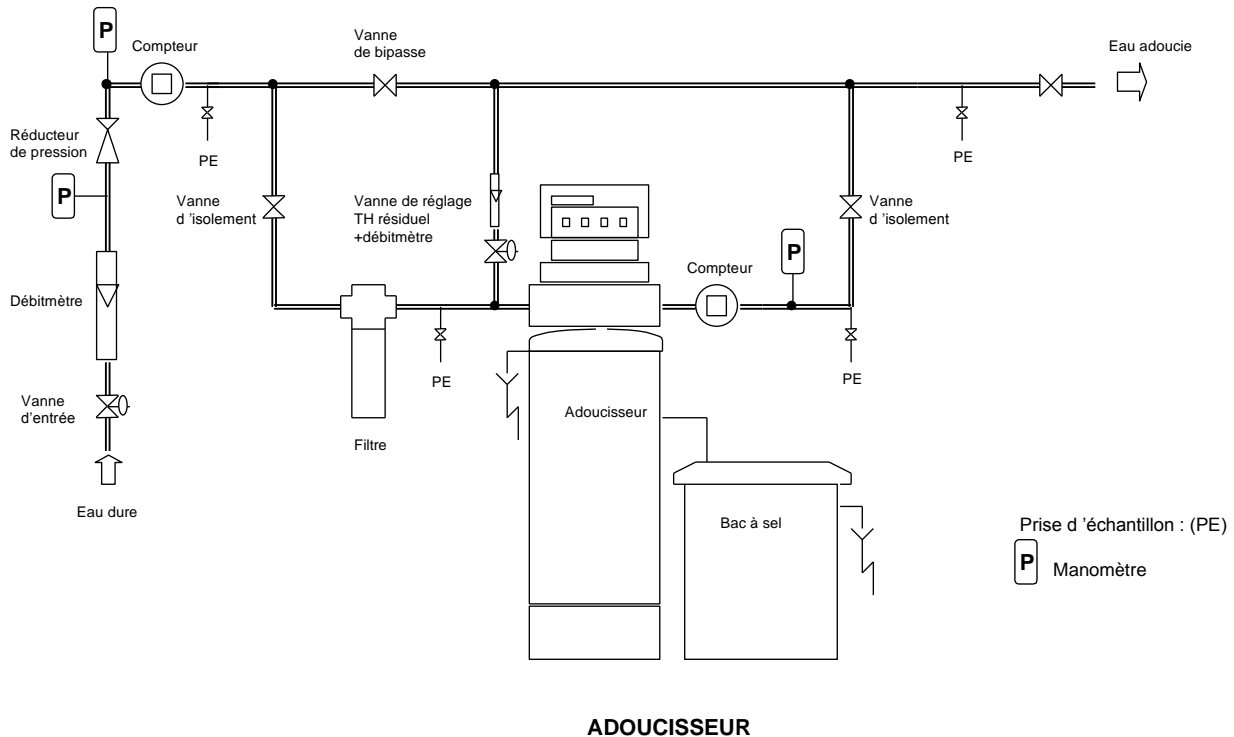 P
Compteur
Vanne
de bipasse
Eau adoucie
Réducteur
de pression
PE
PE
P
Vanne
d 'isolement
Vanne de réglage
TH résiduel
+débitmètre
Vanne
d 'isolement
P
Compteur
Débitmètre
PE
PE
Vanne
d'entrée
Adoucisseur
Filtre
Eau dure
Bac à sel
Prise d 'échantillon : (PE)
P Manomètre
ADOUCISSEUR